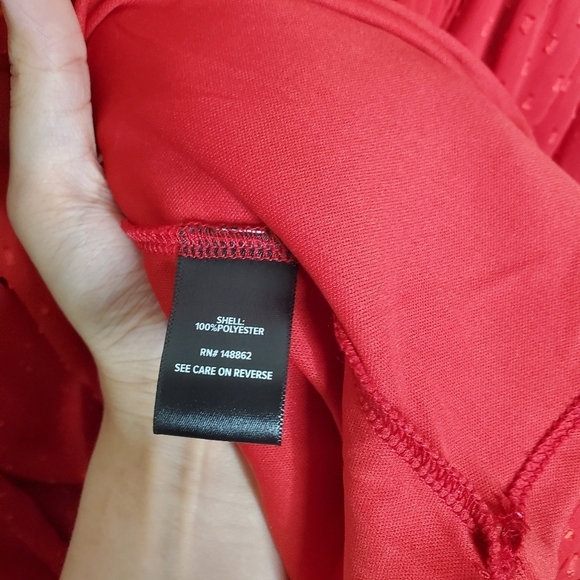 SHELL:
100%POLYESTER
RN# 148862
SEE CARE ON REVERSE